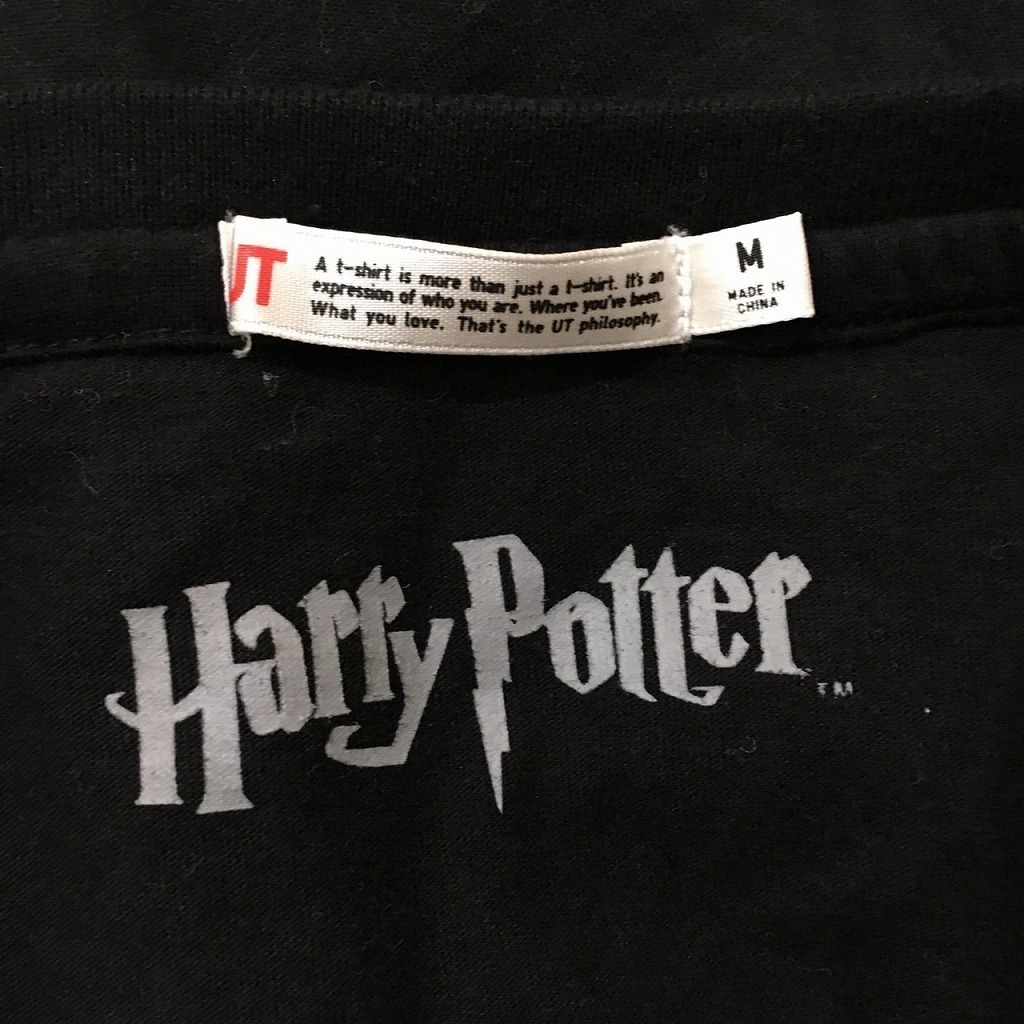 UT
A t-shirt is more than just a t-shirt. It's an
expression of who you are. Where you've been.
What you love. That's the UT philosophy.
M
MADE IN
CHINA
Harry Potter
TM